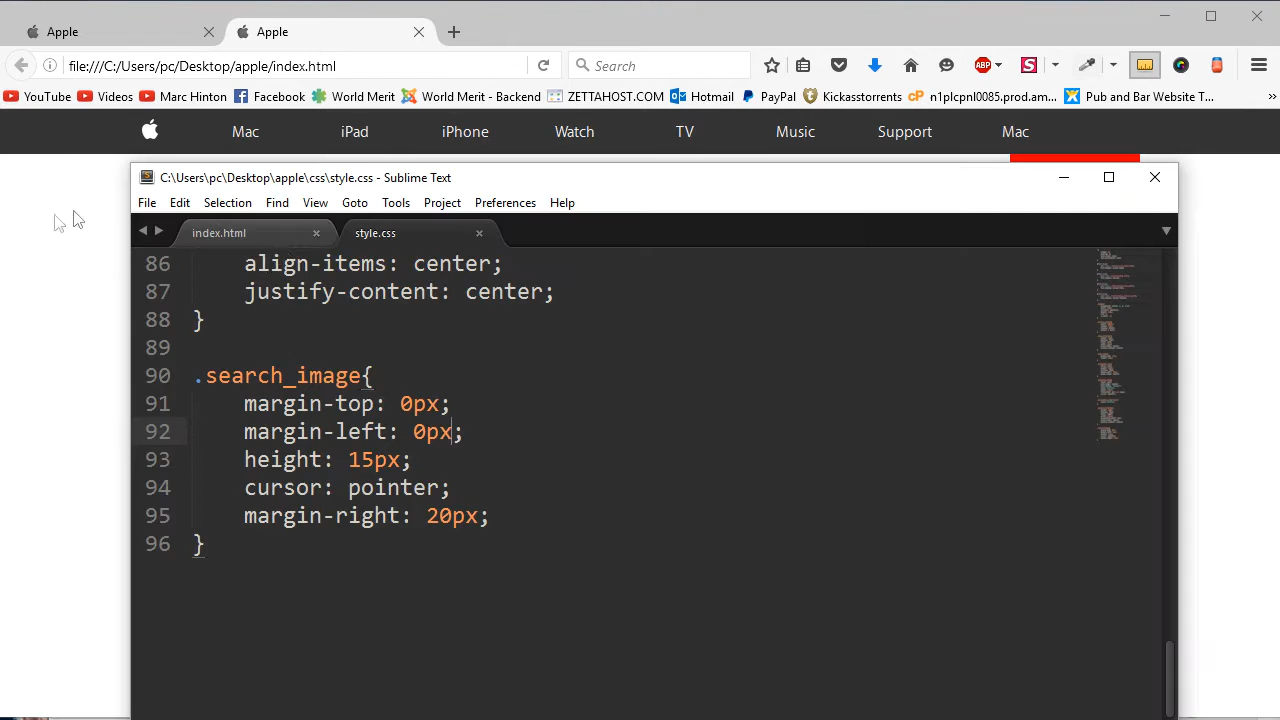 Apple
Apple
file:///C:/Users/pc/Desktop/apple/index.html
Search
ABP
S
YouTube
Videos
Marc Hinton
Facebook
World Merit
World Merit - Backend
ZETTAHOST.COM
Hotmail
PayPal
Kickasstorrents
cP n1plcpnl0085.prod.am...
Pub and Bar Website T...
Mac
iPad
iPhone
Watch
TV
Music
Support
Mac
C:\Users\pc\Desktop\apple\css\style.css - Sublime Text
File
Edit
Selection
Find
View
Goto
Tools
Project
Preferences
Help
index.html
style.css
86 align-items: center;
87 justify-content: center;
88 }
89
90 .search_image{
91 margin-top: 0px;
92 margin-left: 0px;
93 height: 15px;
94 cursor: pointer;
95 margin-right: 20px;
96 }